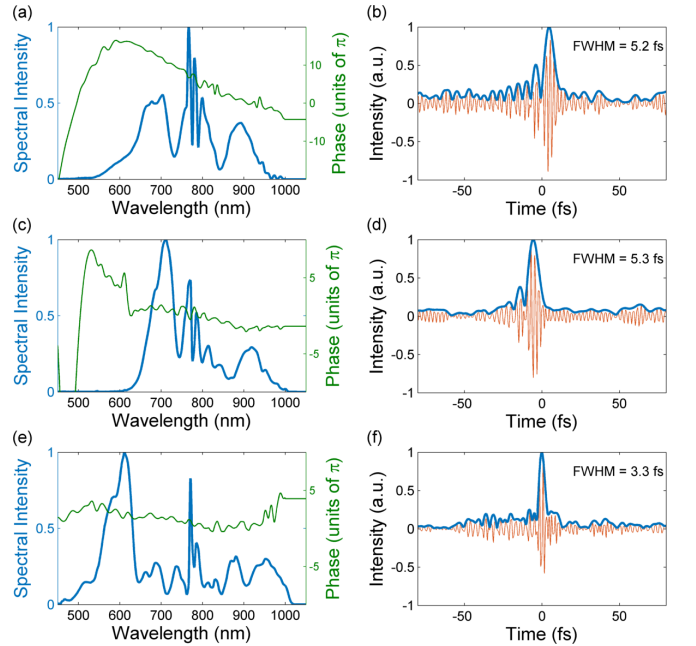 (a)
1
0.5
0
Spectral Intensity
10
0
-10
Phase (units of π)
500 600 700 800 900 1000
Wavelength (nm)
(b)
1
0.5
0
-0.5
-1
Intensity (a.u.)
FWHM = 5.2 fs
-50 0 50
Time (fs)
(c)
1
0.5
0
Spectral Intensity
5
-5
Phase (units of π)
500 600 700 800 900 1000
Wavelength (nm)
(d)
1
0.5
0
-0.5
-1
Intensity (a.u.)
FWHM = 5.3 fs
-50 0 50
Time (fs)
(e)
1
0.5
0
Spectral Intensity
5
-5
Phase (units of π)
500 600 700 800 900 1000
Wavelength (nm)
(f)
1
0.5
0
-0.5
-1
Intensity (a.u.)
FWHM = 3.3 fs
-50 0 50
Time (fs)